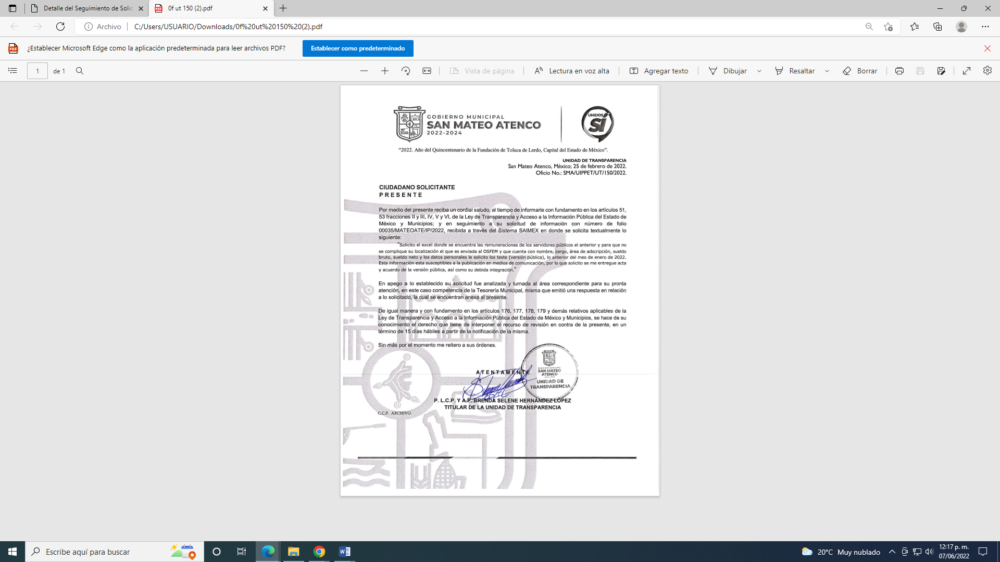 Detalle del Seguimiento de Solic
0f ut 150 (2).pdf
Archivo
C:/Users/USUARIO/Downloads/0f%20ut%20150%20(2).pdf
¿Establecer Microsoft Edge como la aplicación predeterminada para leer archivos PDF?
Establecer como predeterminado
1 de 1
Vista de página
Lectura en voz alta
Agregar texto
Dibujar
Resaltar
Borrar
GOBIERNO MUNICIPAL
SAN MATEO ATENCO
2022-2024
UNIDOS
SÍ
“2022. Año del Quincentenario de la Fundación de Toluca de Lerdo, Capital del Estado de México”.
UNIDAD DE TRANSPARENCIA
San Mateo Atenco, México; 25 de febrero de 2022.
Oficio No.: SMA/UIPPET/UT/150/2022.
CIUDADANO SOLICITANTE
P R E S E N T E
Por medio del presente reciba un cordial saludo, al tiempo de informarle con fundamento en los artículos 51,
53 fracciones II y III, IV, V y VI, de la Ley de Transparencia y Acceso a la Información Pública del Estado de
México y Municipios; y en seguimiento a su solicitud de información con número de folio
00035/MATEOATE/IP/2022, recibida a través del Sistema SAIMEX en donde se solicita textualmente lo
siguiente:
“Solicito el excel donde se encuentra las remuneraciones de los servidores públicos el anterior y para que no
se complique su localización el que es enviada al OSFEM y que cuenta con nombre, cargo, área de adscripción, sueldo
bruto, sueldo neto y los datos personales le solicito los teste (versión pública), lo anterior del mes de enero de 2022.
Esta información esta susceptibles a la publicación en medios de comunicación, por lo que solicito se me entregue acta
y acuerdo de la versión pública, así como su debida integración.”
En apego a lo establecido su solicitud fue analizada y turnada al área correspondiente para su pronta
atención, en este caso competencia de la Tesorería Municipal, misma que emitió una respuesta en relación
a lo solicitado, la cual se encuentran anexa al presente.
De igual manera y con fundamento en los artículos 176, 177, 178, 179 y demás relativos aplicables de la
Ley de Transparencia y Acceso a la Información Pública del Estado de México y Municipios, se hace de su
conocimiento el derecho que tiene de interponer el recurso de revisión en contra de la presente, en un
término de 15 días hábiles a partir de la notificación de la misma.
Sin más por el momento me reitero a sus órdenes.
A T E N T A M E N T E
GOBIERNO MUNICIPAL
SAN MATEO
ATENCO
2022-2024
UNIDAD DE
TRANSPARENCIA
P. L.C.P. Y A.P. BRENDA SELENE HERNÁNDEZ LÓPEZ
TITULAR DE LA UNIDAD DE TRANSPARENCIA
C.C.P. ARCHIVO.
Escribe aquí para buscar
20°C Muy nublado
12:17 p. m.
07/06/2022